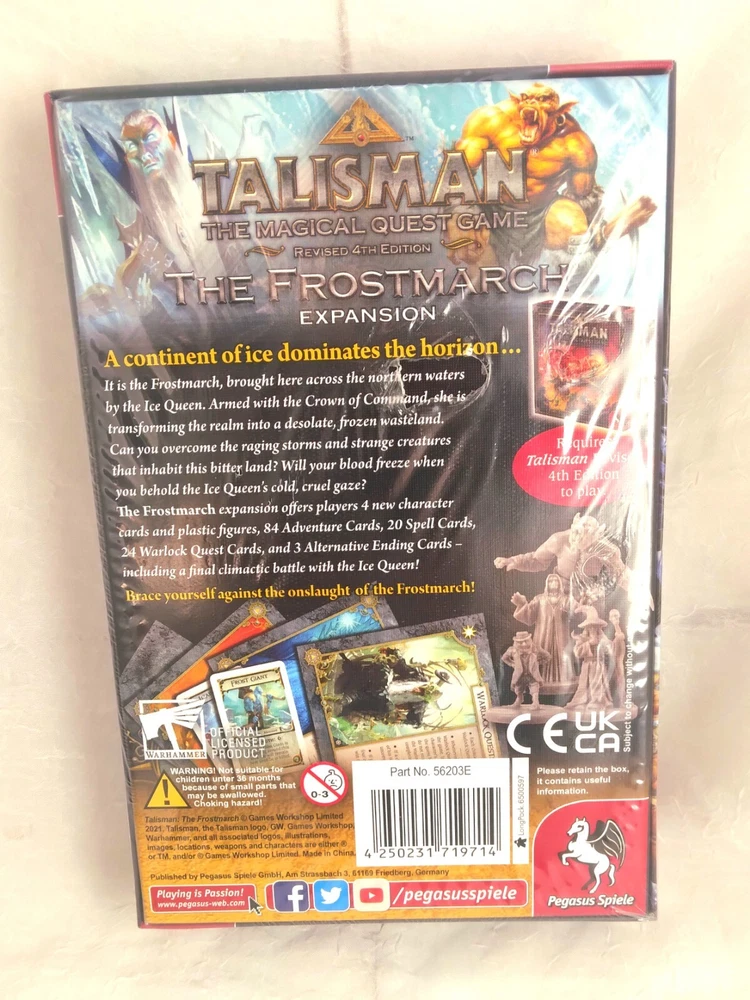 TALISMAN
THE MAGICAL QUEST GAME
REVISED 4TH EDITION
THE FROSTMARCH
EXPANSION
A continent of ice dominates the horizon...
It is the Frostmarch, brought here across the northern waters
by the Ice Queen. Armed with the Crown of Command, she is
transforming the realm into a desolate, frozen wasteland.
Can you overcome the raging storms and strange creatures
that inhabit this bitter land? Will your blood freeze when
you behold the Ice Queen's cold, cruel gaze?
The Frostmarch expansion offers players 4 new character
cards and plastic figures, 84 Adventure Cards, 20 Spell Cards,
24 Warlock Quest Cards, and 3 Alternative Ending Cards –
including a final climactic battle with the Ice Queen!
Brace yourself against the onslaught of the Frostmarch!
TALISMAN
Talisman
4th
to play
FROST GIANT
WARLOCK QUEST
WARHAMMER
OFFICIAL
LICENSED
PRODUCT
CE UK
CA
Subject to change without
WARNING! Not suitable for
children unter 36 months
because of small parts that
may be swallowed.
Choking hazard!
0-3
Part No. 56203E
4 250231 719714
LongPack 6500597
Please retain the box,
it contains useful
information.
Talisman: The Frostmarch © Games Workshop Limited
2021. Talisman, the Talisman logo, GW, Games Workshop,
Warhammer, and all associated logos, illustrations,
images, locations, weapons and characters are either ®
or TM, and/or © Games Workshop Limited. Made in China.
Published by Pegasus Spiele GmbH, Am Strassbach 3, 61169 Friedberg, Germany
Playing is Passion!
www.pegasus-web.com
/pegasusspiele
Pegasus Spiele